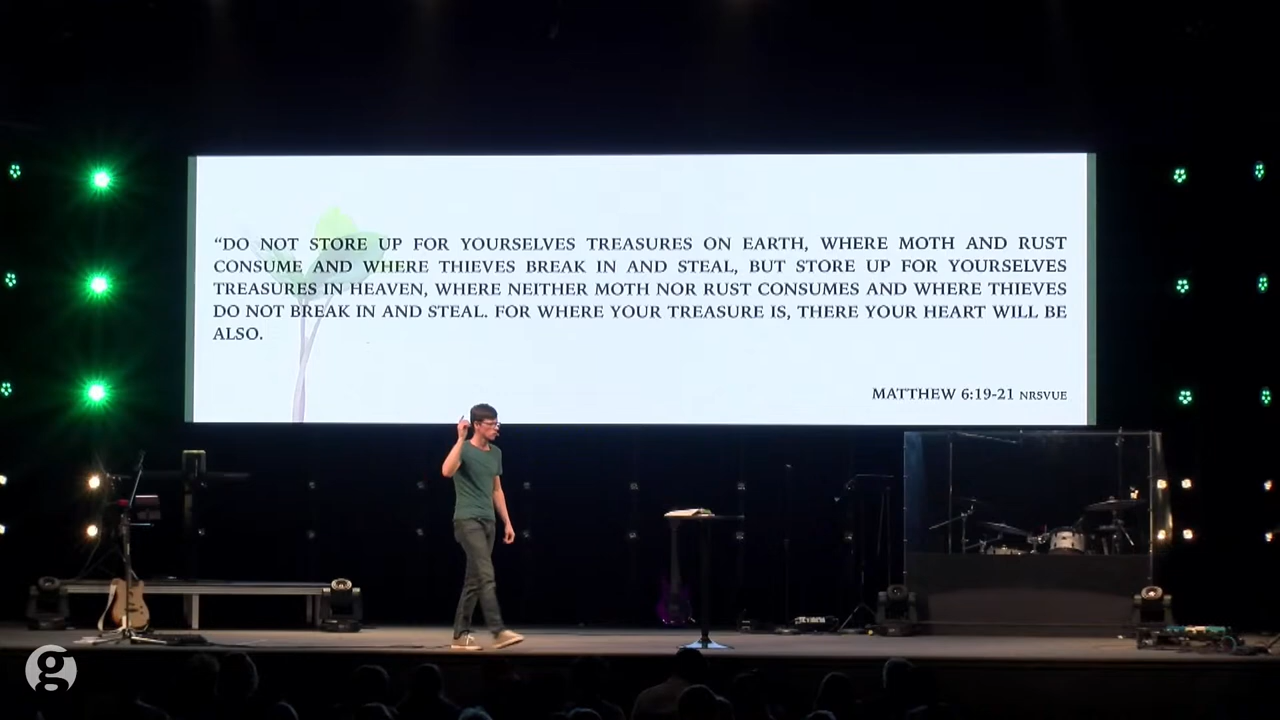 “DO NOT STORE UP FOR YOURSELVES TREASURES ON EARTH, WHERE MOTH AND RUST
CONSUME AND WHERE THIEVES BREAK IN AND STEAL, BUT STORE UP FOR YOURSELVES
TREASURES IN HEAVEN, WHERE NEITHER MOTH NOR RUST CONSUMES AND WHERE THIEVES
DO NOT BREAK IN AND STEAL. FOR WHERE YOUR TREASURE IS, THERE YOUR HEART WILL BE
ALSO.
MATTHEW 6:19-21 NRSVUE
g